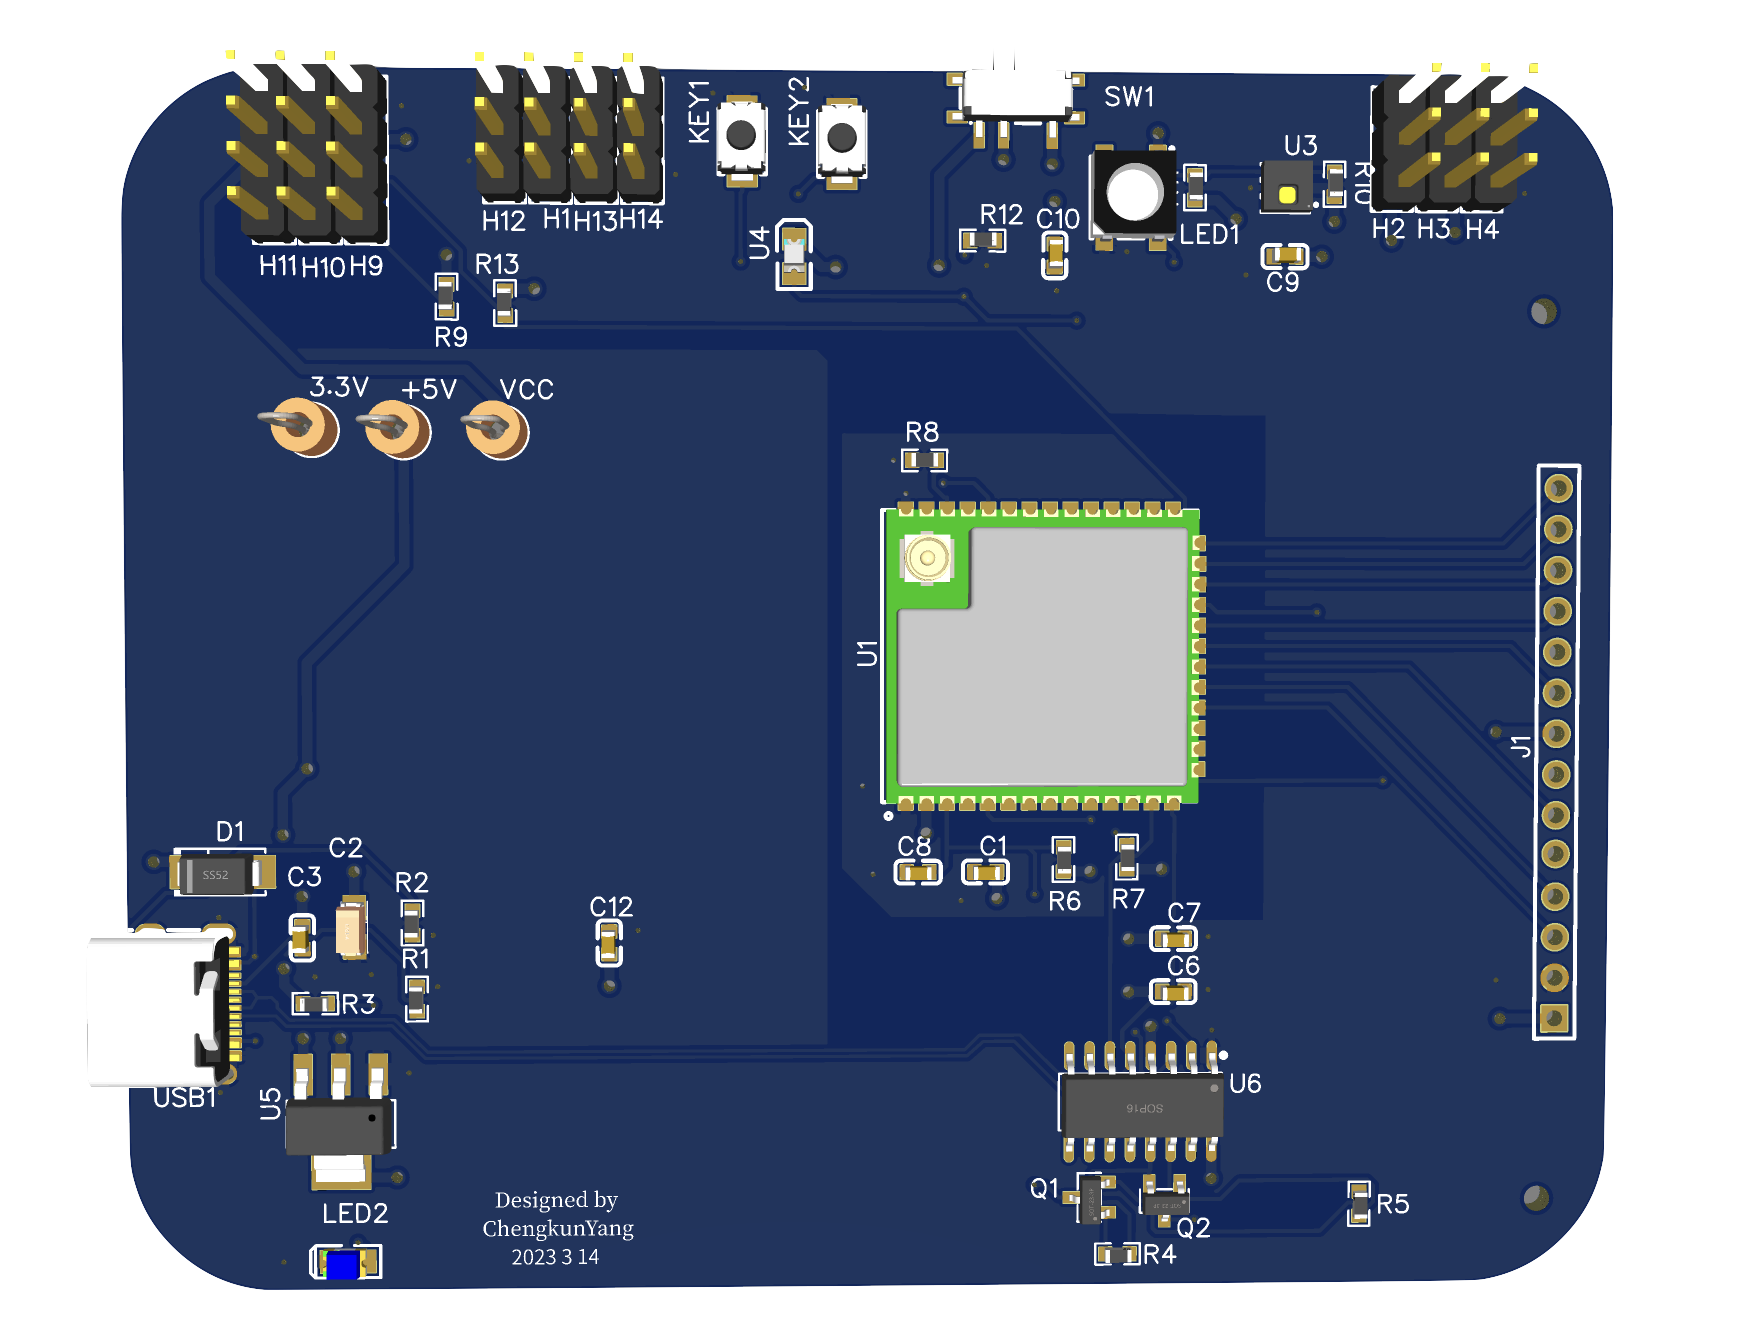 KEY1
KEY2
SW1
U3
R10
H12
H1
H13
H14
H11
H10
H9
U4
R12
C10
LED1
C9
H2
H3
H4
R13
R9
3.3V
+5V
VCC
R8
U1
J1
D1
SS52
C2
C3
R2
R1
R3
C12
C8
C1
R6
R7
C7
C6
USB1
U5
U6
SOP16
LED2
Designed by
ChengkunYang
2023 3 14
Q1
Q2
R5
R4